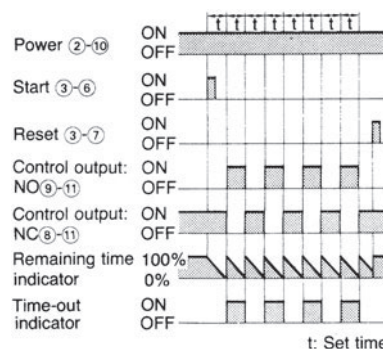 t t t t t t t t
Power ②-⑩ ON
OFF
Start ③-⑥ ON
OFF
Reset ③-⑦ ON
OFF
Control output: ON
NO⑨-⑪ OFF
Control output: ON
NC⑧-⑪ OFF
Remaining time 100%
indicator 0%
Time-out ON
indicator OFF
t: Set time